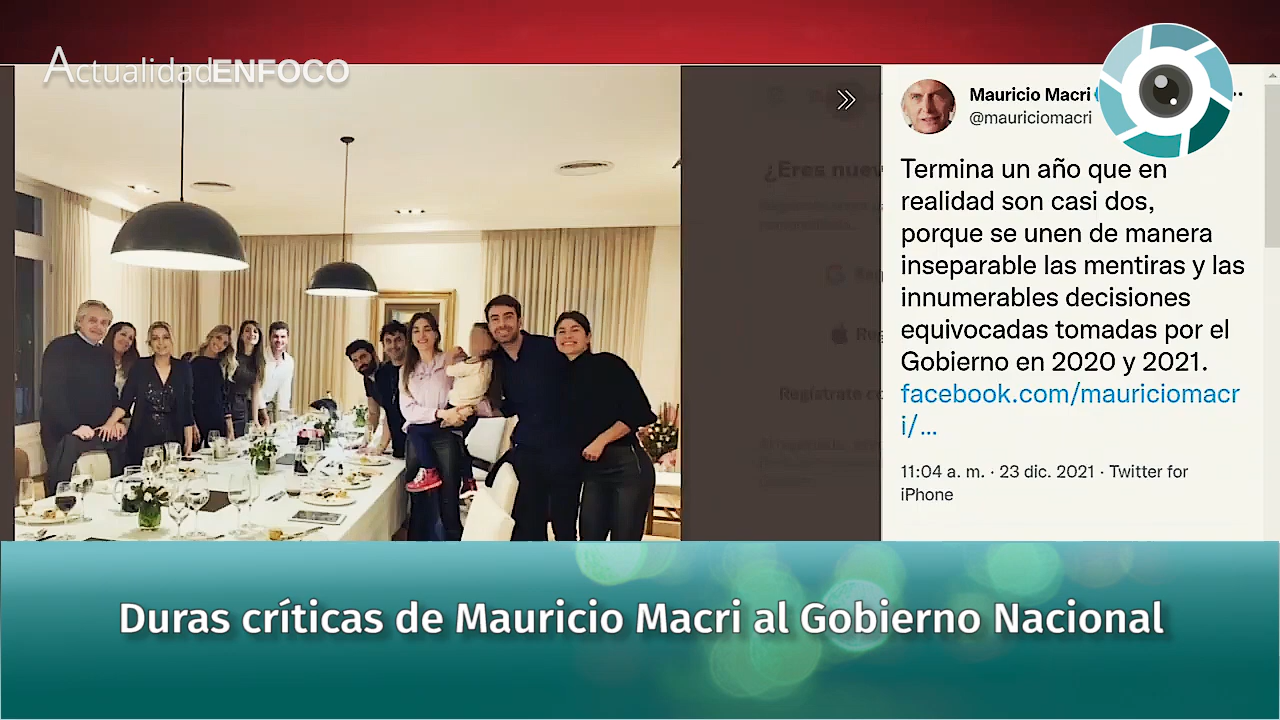 ActualidadENFOCO
¿Eres nuev
Regístrate co
Mauricio Macri
@mauriciomacri
Termina un año que en
realidad son casi dos,
porque se unen de manera
inseparable las mentiras y las
innumerables decisiones
equivocadas tomadas por el
Gobierno en 2020 y 2021.
facebook.com/mauriciomacr
i/...
11:04 a. m. · 23 dic. 2021 · Twitter for
iPhone
Duras críticas de Mauricio Macri al Gobierno Nacional